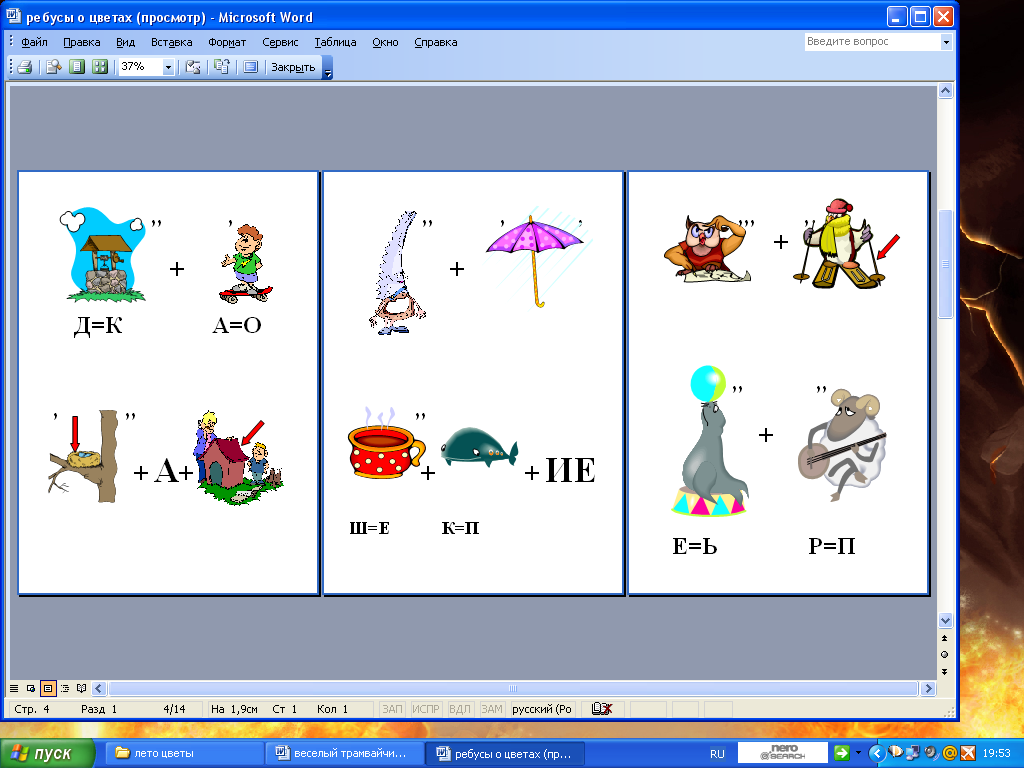 ребусы о цветах (просмотр) - Microsoft Word
Файл Правка Вид Вставка Формат Сервис Таблица Окно Справка
Введите вопрос
37% Закрыть
,, , + Д=К А=О
, ,, + А+
,, + , ,
,, + + ИЕ
Ш=Е К=П
,,, + ,,
,, + ,,
Е=Ь Р=П
Стр. 4 Разд 1 4/14 На 1,9см Ст 1 Кол 1 ЗАП ИСПР ВДЛ ЗАМ русский (Ро
пуск лето цветы веселый трамвайчи... ребусы о цветах (пр... RU nero SEARCH 19:53